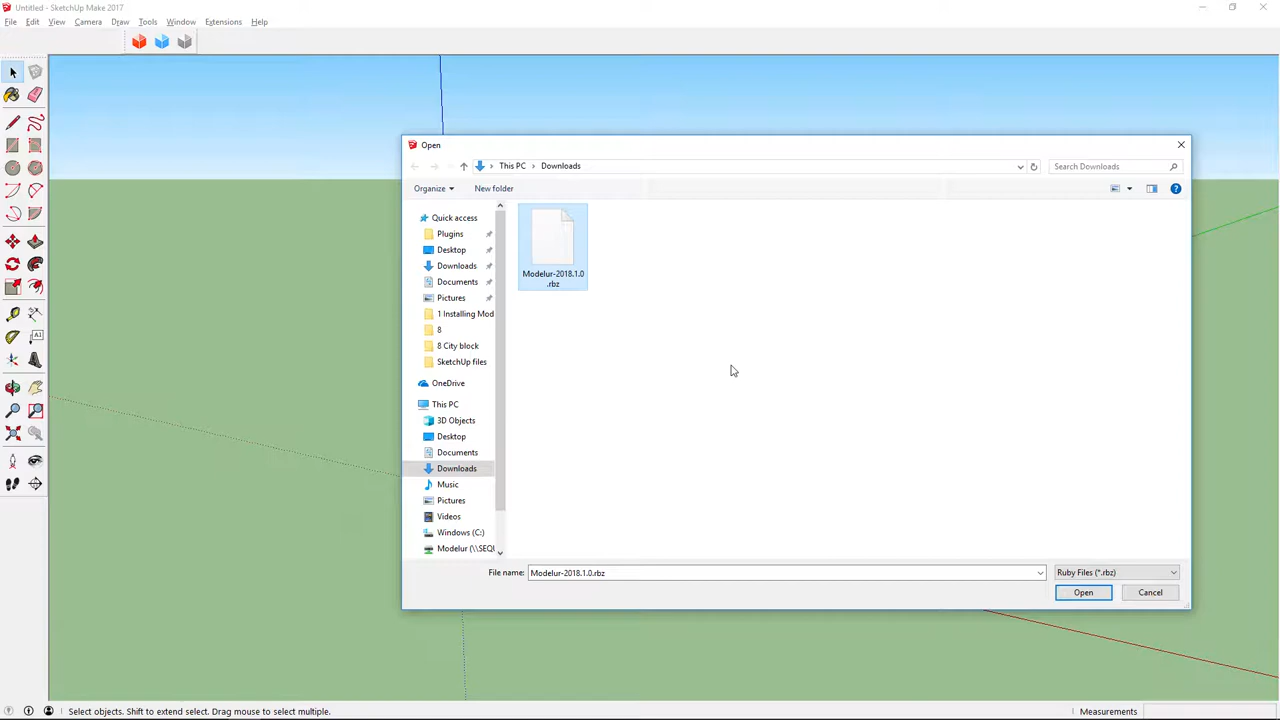 Untitled - SketchUp Make 2017
File Edit View Camera Draw Tools Window Extensions Help
Open
This PC > Downloads
Search Downloads
Organize
New folder
Quick access
Plugins
Desktop
Downloads
Documents
Pictures
1 Installing Mod
8
8 City block
SketchUp files
OneDrive
This PC
3D Objects
Desktop
Documents
Downloads
Music
Pictures
Videos
Windows (C:)
Modelur (\\SEQU
Modelur-2018.1.0
.rbz
File name: Modelur-2018.1.0.rbz
Ruby Files (*.rbz)
Open
Cancel
Select objects. Shift to extend select. Drag mouse to select multiple.
Measurements